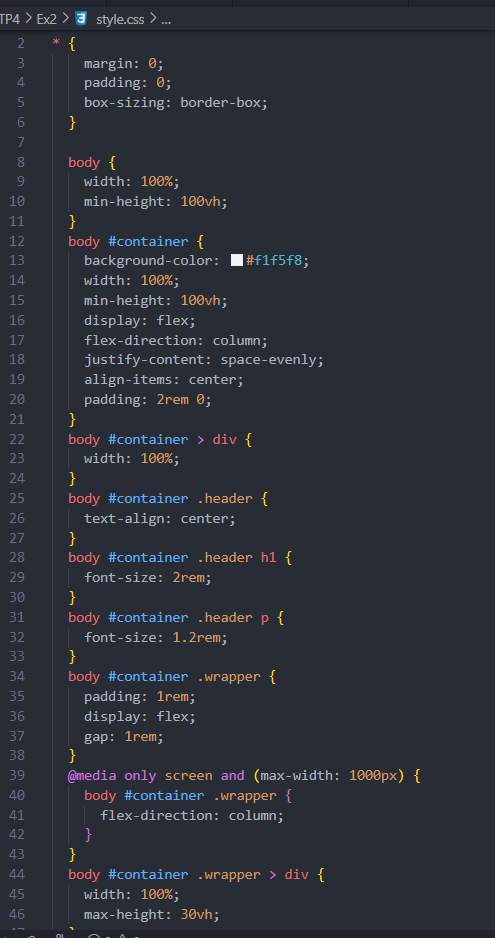 TP4 > Ex2 > style.css > ...
2 * {
3 margin: 0;
4 padding: 0;
5 box-sizing: border-box;
6 }
7
8 body {
9 width: 100%;
10 min-height: 100vh;
11 }
12 body #container {
13 background-color: #f1f5f8;
14 width: 100%;
15 min-height: 100vh;
16 display: flex;
17 flex-direction: column;
18 justify-content: space-evenly;
19 align-items: center;
20 padding: 2rem 0;
21 }
22 body #container > div {
23 width: 100%;
24 }
25 body #container .header {
26 text-align: center;
27 }
28 body #container .header h1 {
29 font-size: 2rem;
30 }
31 body #container .header p {
32 font-size: 1.2rem;
33 }
34 body #container .wrapper {
35 padding: 1rem;
36 display: flex;
37 gap: 1rem;
38 }
39 @media only screen and (max-width: 1000px) {
40 body #container .wrapper {
41 flex-direction: column;
42 }
43 }
44 body #container .wrapper > div {
45 width: 100%;
46 max-height: 30vh;